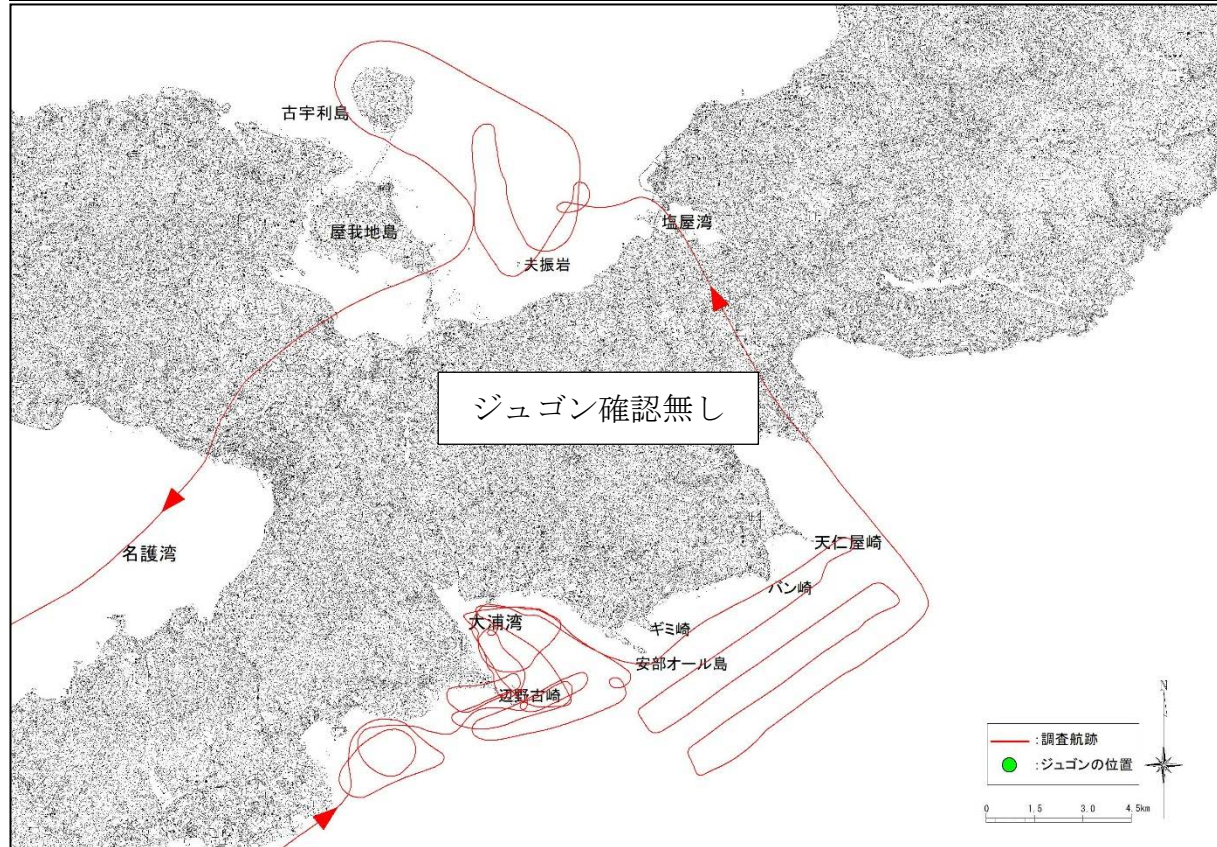 古宇利島
屋我地島
塩屋湾
夫振岩
ジュゴン確認無し
名護湾
天仁屋崎
バン崎
大浦湾
ギミ崎
安部オール島
辺野古崎
N
:調査航跡
:ジュゴンの位置
0 1.5 3.0 4.5km